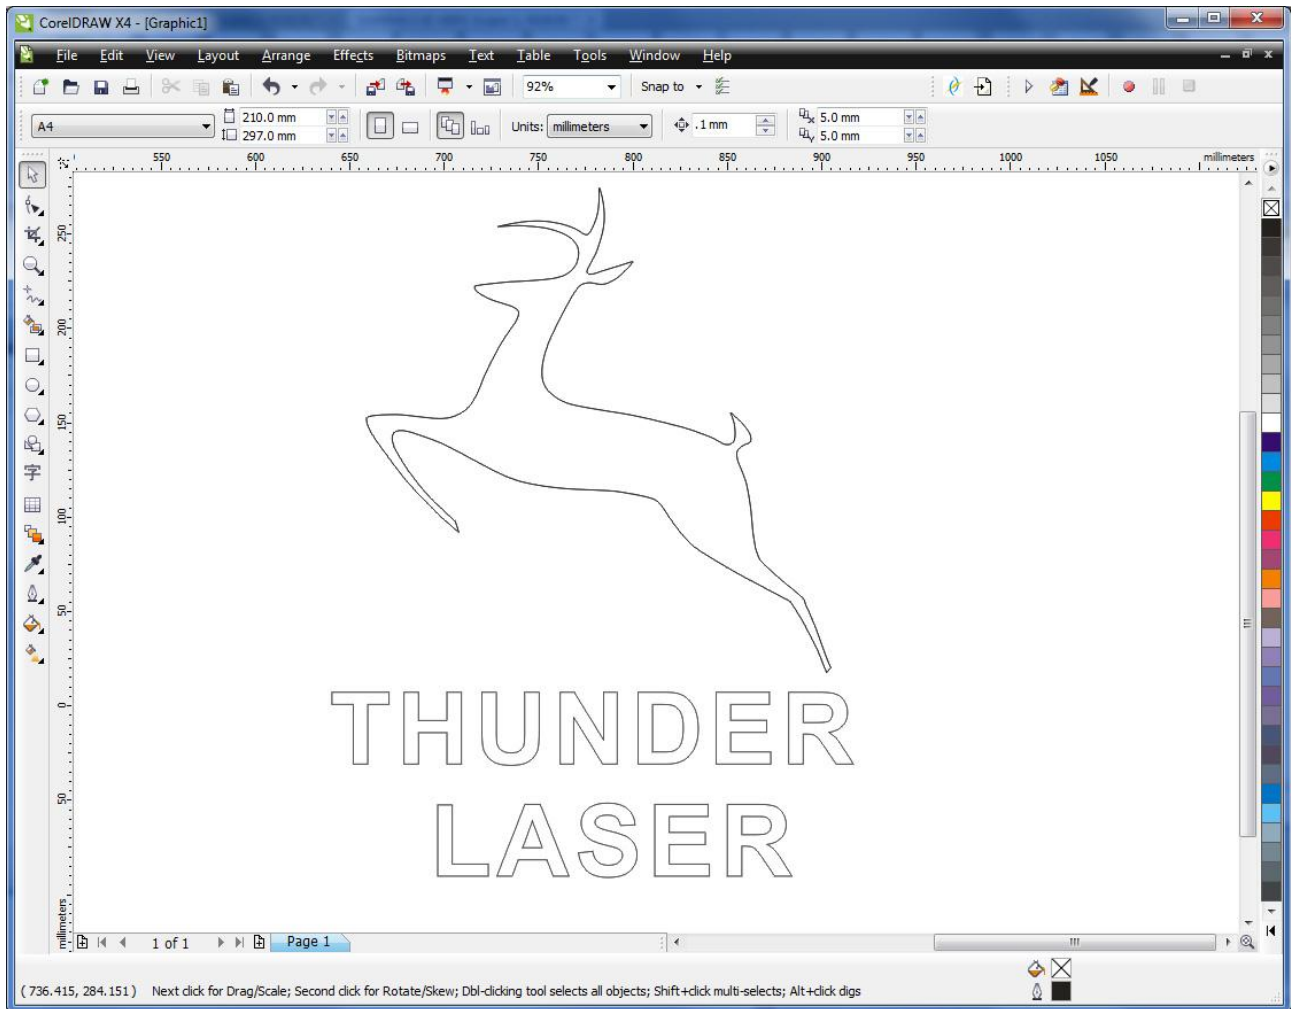 CorelDRAW X4 - [Graphic1]
File Edit View Layout Arrange Effects Bitmaps Text Table Tools Window Help
92% Snap to
A4 210.0 mm 297.0 mm Units: millimeters .1 mm 5.0 mm 5.0 mm
550 600 650 700 750 800 850 900 950 1000 1050 millimeters
250
200
150
100
50
0
50
millimeters
字
THUNDER
LASER
1 of 1 Page 1
( 736.415, 284.151 ) Next click for Drag/Scale; Second click for Rotate/Skew; Dbl-clicking tool selects all objects; Shift+click multi-selects; Alt+click digs